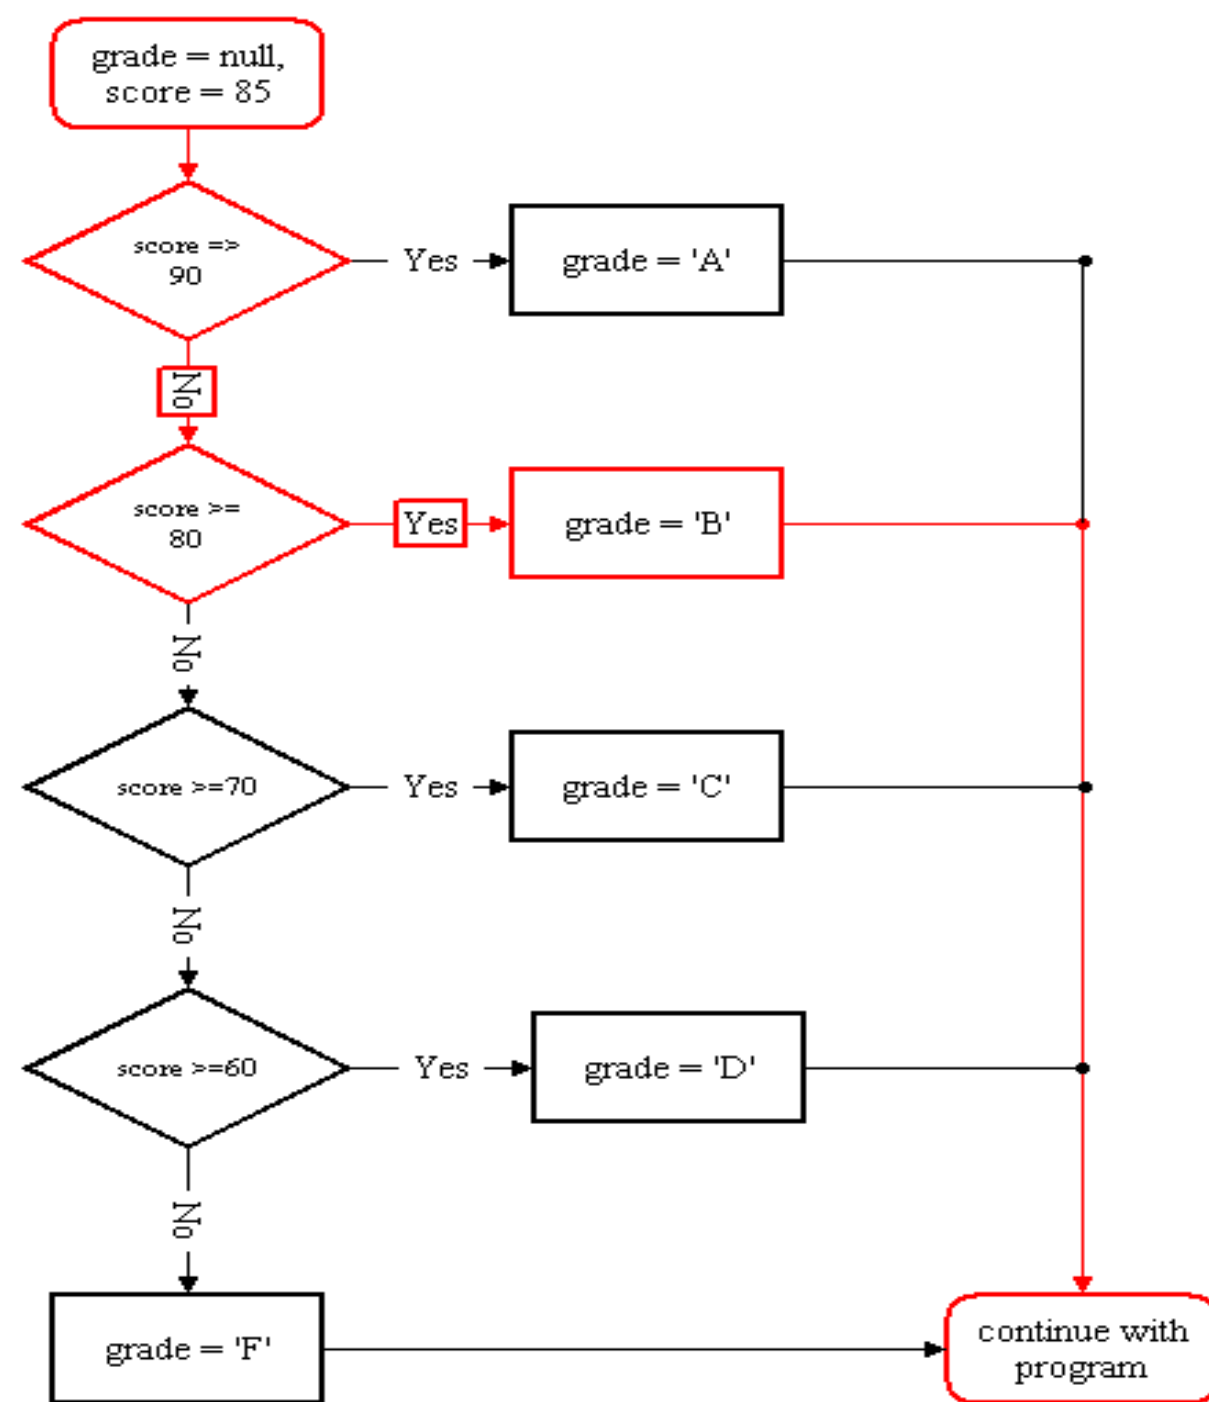 grade = null,
score = 85
score =>
90
Yes
grade = 'A'
No
score >=
80
Yes
grade = 'B'
No
score >=70
Yes
grade = 'C'
No
score >=60
Yes
grade = 'D'
No
grade = 'F'
continue with
program